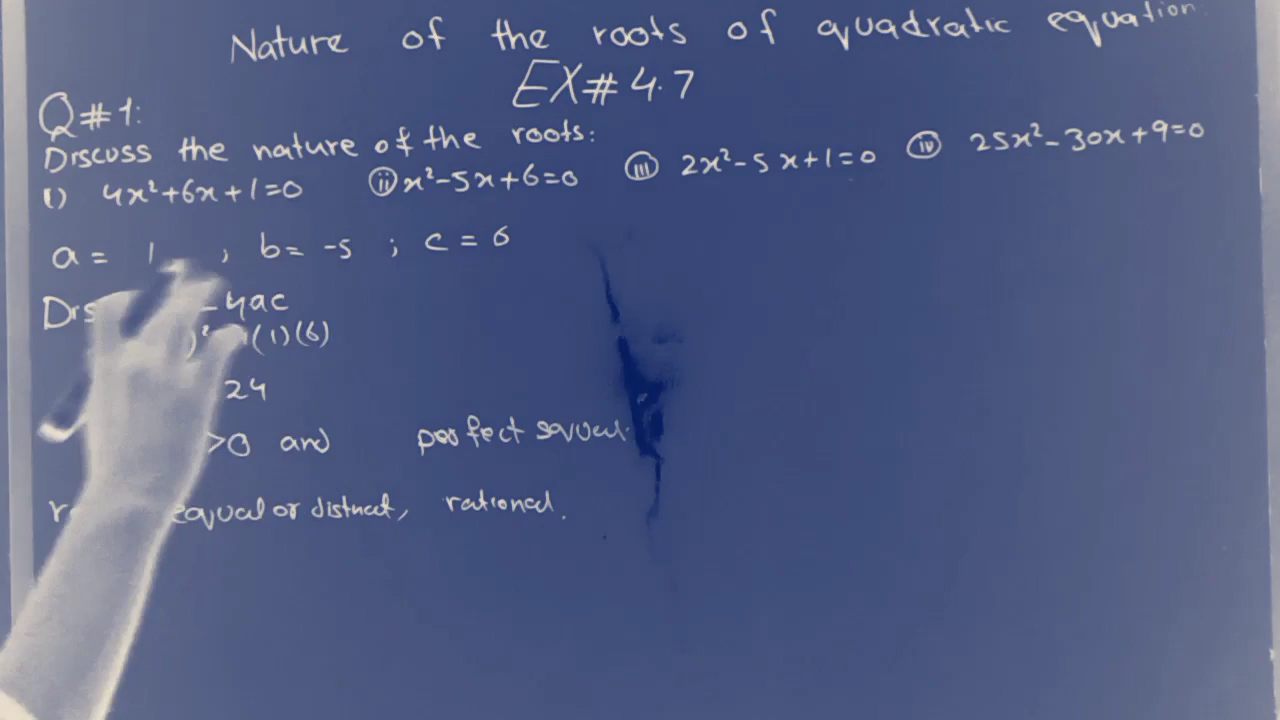 Nature of the roots of quadratic equation.
EX# 4.7
Q#1:
Discuss the nature of the roots:
i) 4x²+6x+1=0 ii) x²-5x+6=0 iii) 2x²-5x+1=0 iv) 25x²-30x+9=0
a = 1 ; b= -5 ; c = 6
-4ac
)² (1)(6)
24
>0 and perfect
equal or rational.